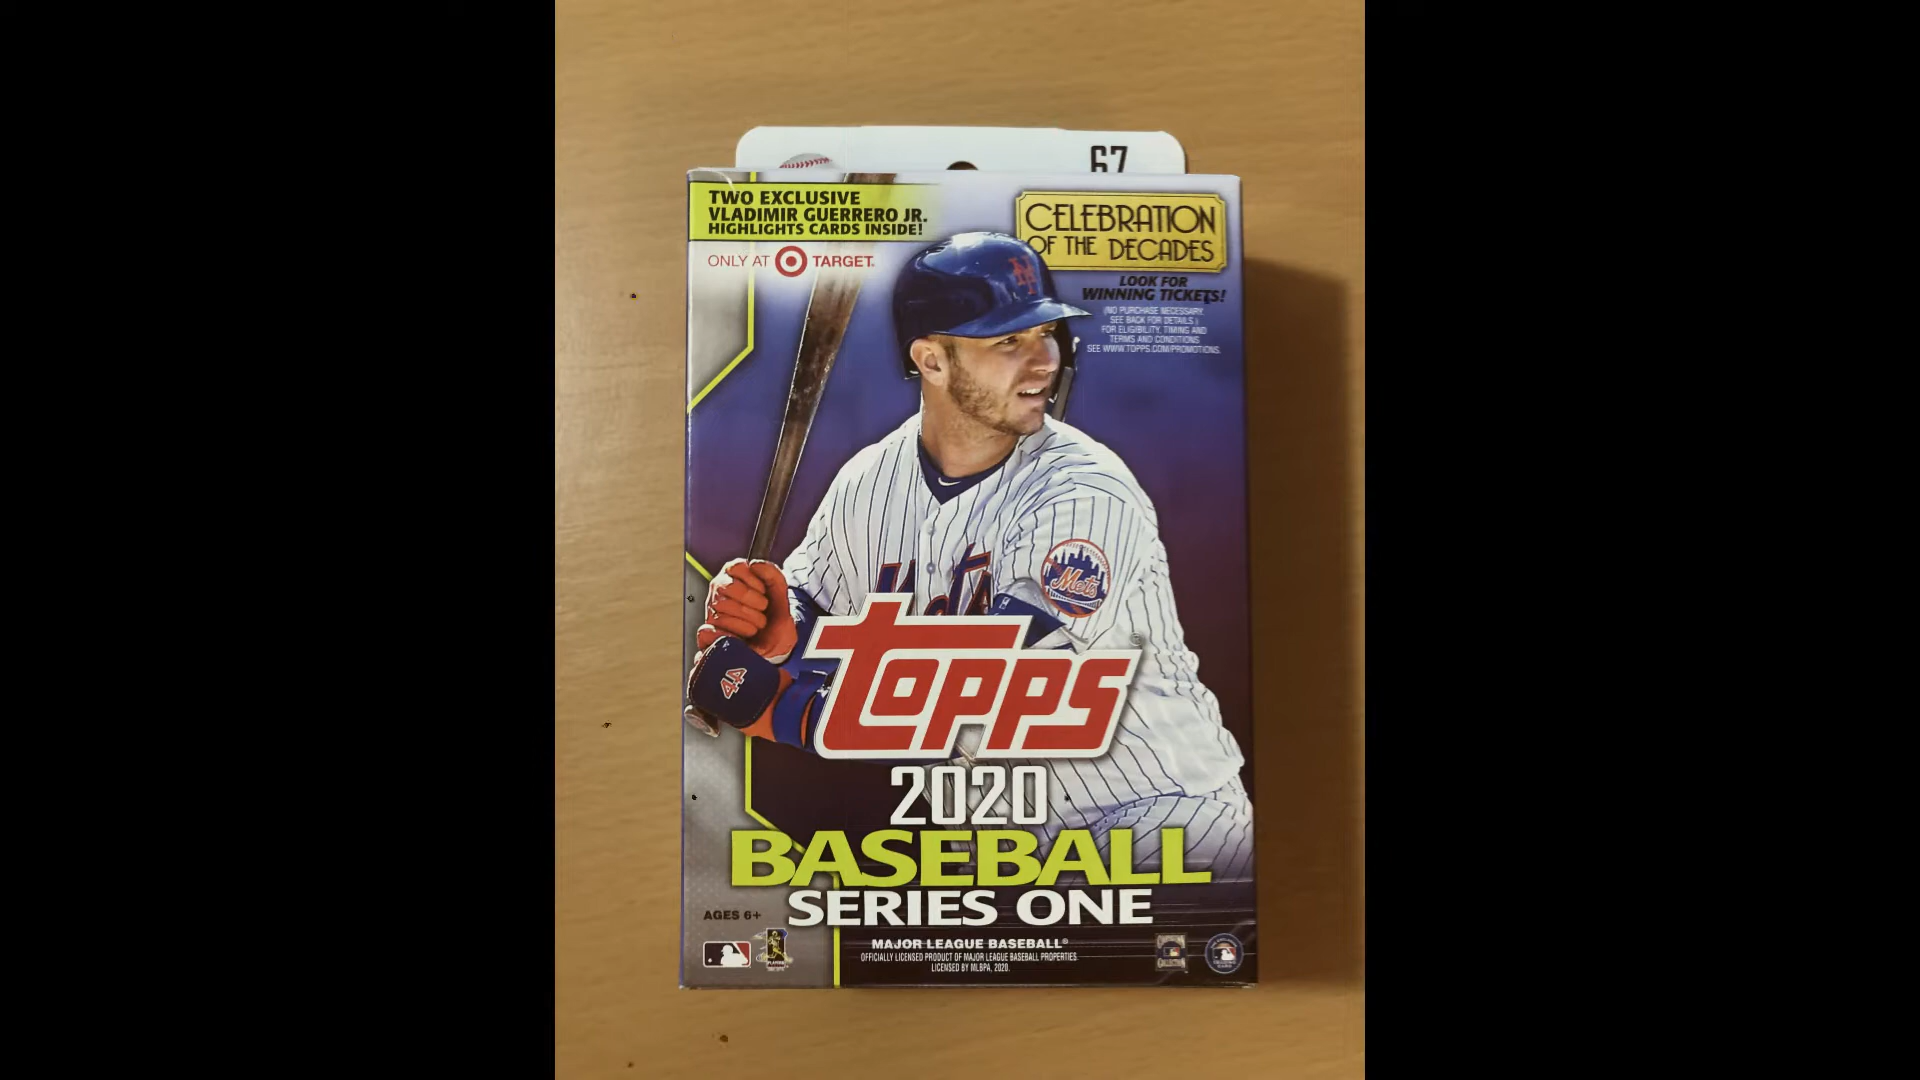 67
TWO EXCLUSIVE
VLADIMIR GUERRERO JR.
HIGHLIGHTS CARDS INSIDE!
ONLY AT TARGET.
CELEBRATION
OF THE DECADES
LOOK FOR
WINNING TICKETS!
(NO PURCHASE NECESSARY.
SEE BACK FOR DETAILS.)
FOR ELIGIBILITY, TIMING AND
TERMS AND CONDITIONS
SEE WWW.TOPPS.COM/PROMOTIONS.
Mets
Mets
44
topps®
2020
BASEBALL
SERIES ONE
AGES 6+
MAJOR LEAGUE BASEBALL®
OFFICIALLY LICENSED PRODUCT OF MAJOR LEAGUE BASEBALL PROPERTIES.
LICENSED BY MLBPA, 2020.